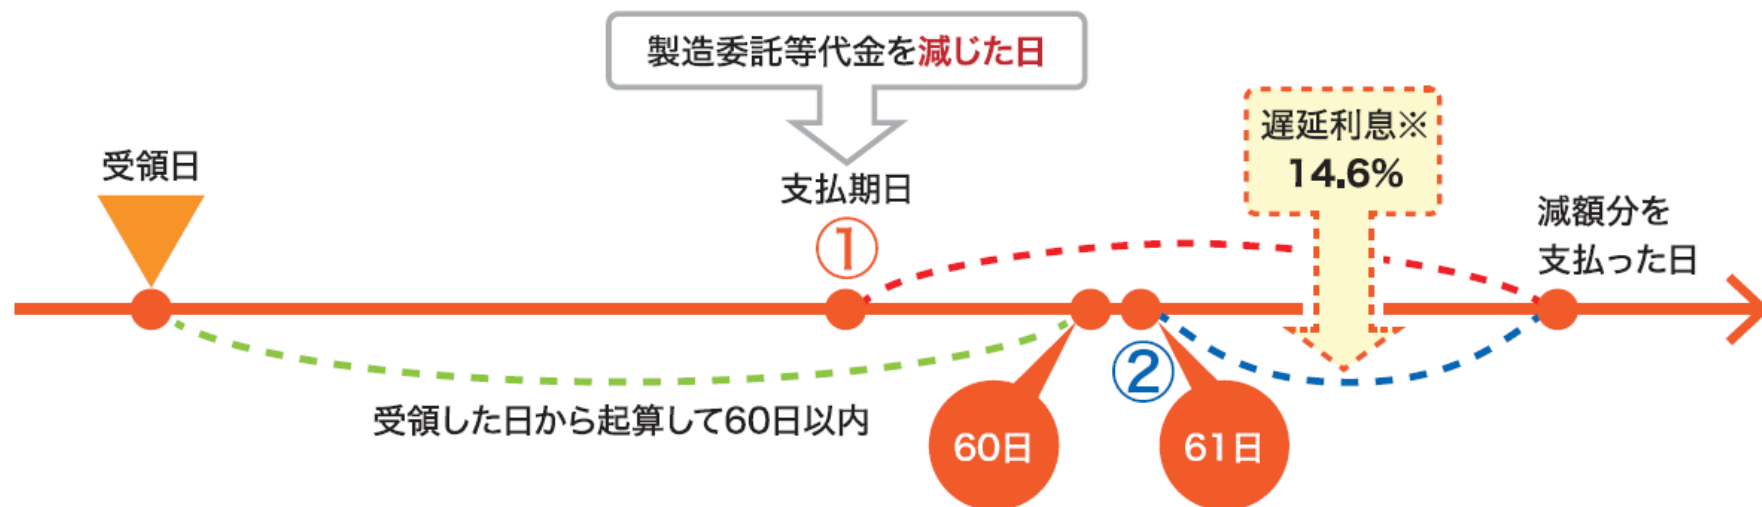 製造委託等代金を減じた日
遅延利息※
14.6%
受領日
支払期日
①
減額分を
支払った日
②
受領した日から起算して60日以内
60日
61日